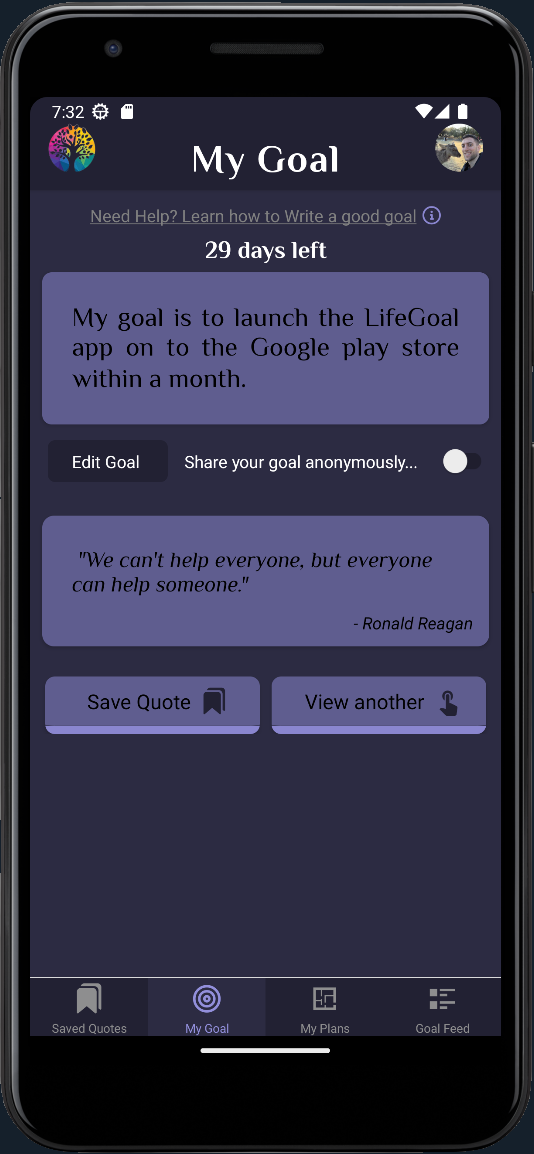 7:32
My Goal
Need Help? Learn how to Write a good goal
29 days left
My goal is to launch the LifeGoal
app on to the Google play store
within a month.
Edit Goal
Share your goal anonymously...
"We can't help everyone, but everyone
can help someone."
- Ronald Reagan
Save Quote
View another
Saved Quotes
My Goal
My Plans
Goal Feed